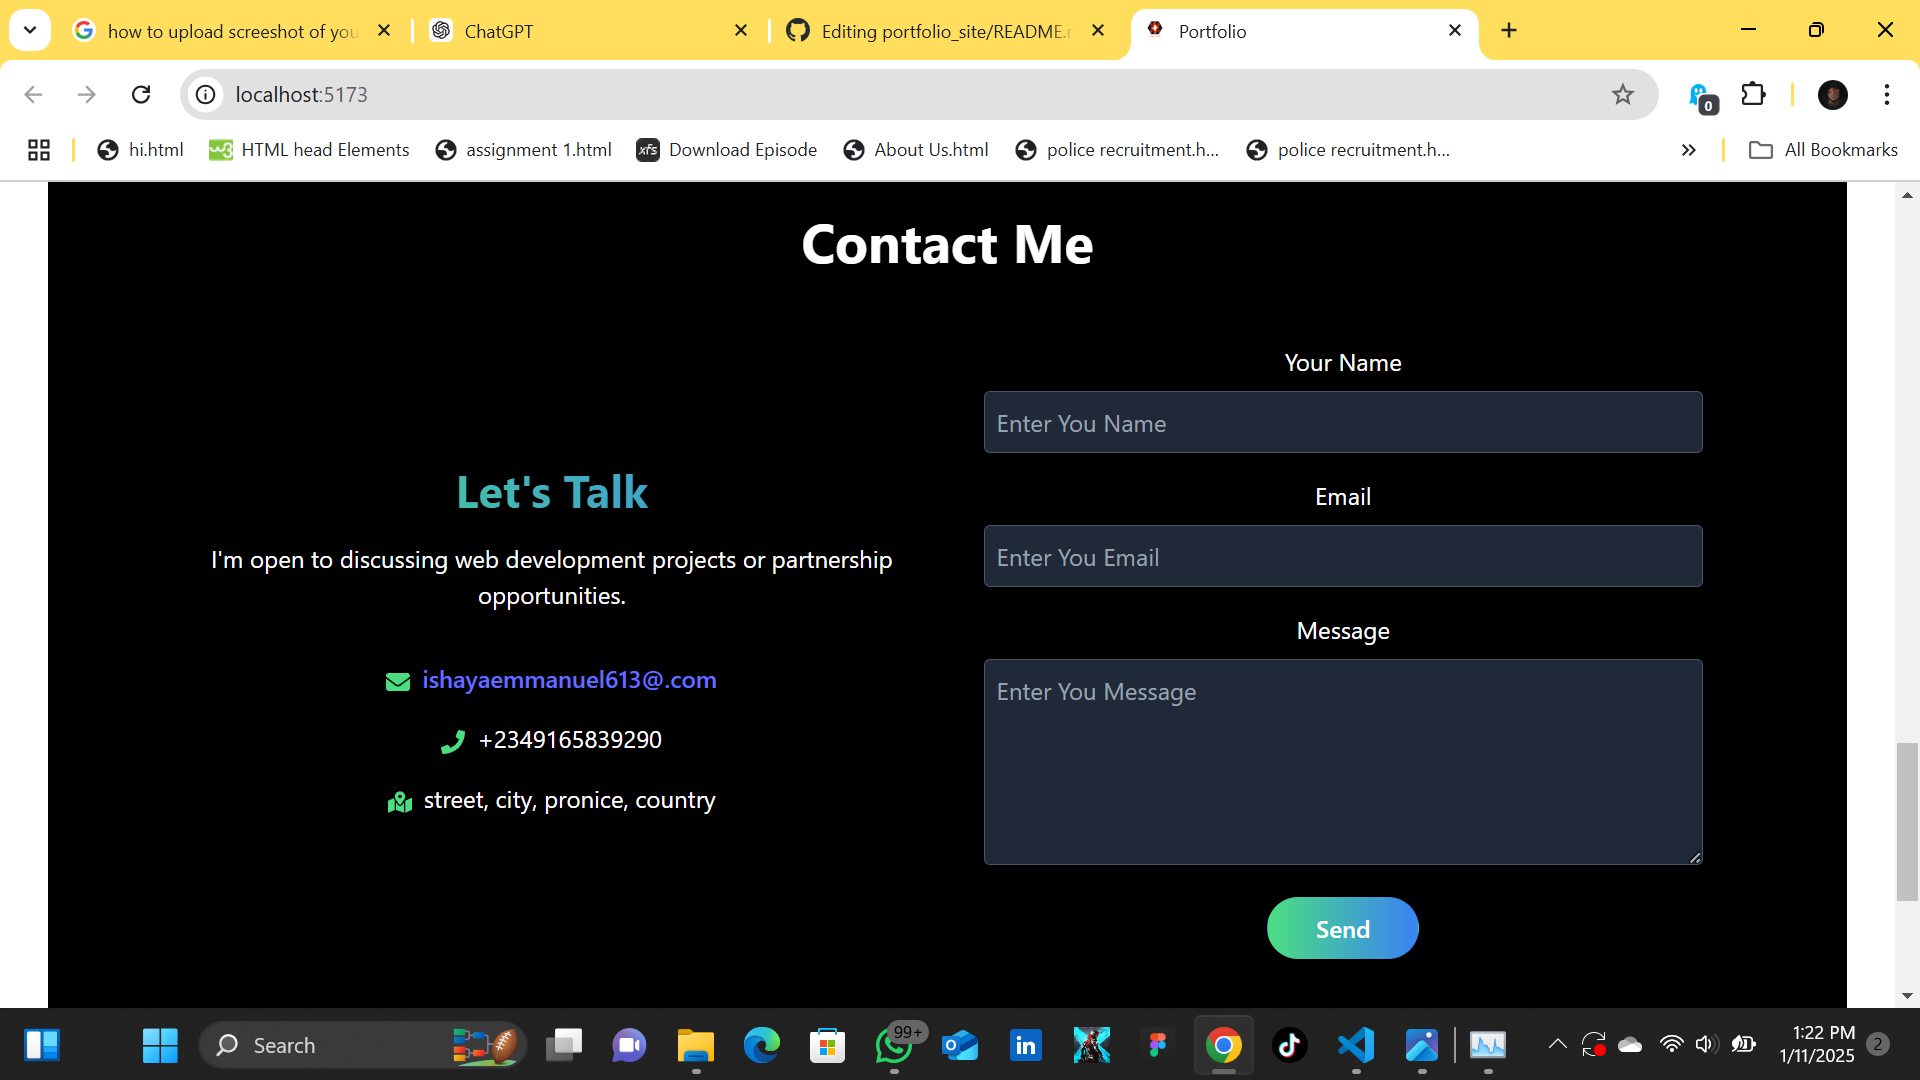 how to upload screeshot of you
ChatGPT
Editing portfolio_site/README.r
Portfolio
localhost:5173
0
hi.html
HTML head Elements
assignment 1.html
xfs
Download Episode
About Us.html
police recruitment.h...
police recruitment.h...
All Bookmarks
Contact Me
Let's Talk
I'm open to discussing web development projects or partnership
opportunities.
ishayaemmanuel613@.com
+2349165839290
street, city, pronice, country
Your Name
Enter You Name
Email
Enter You Email
Message
Enter You Message
Send
Search
99+
1:22 PM
1/11/2025
2